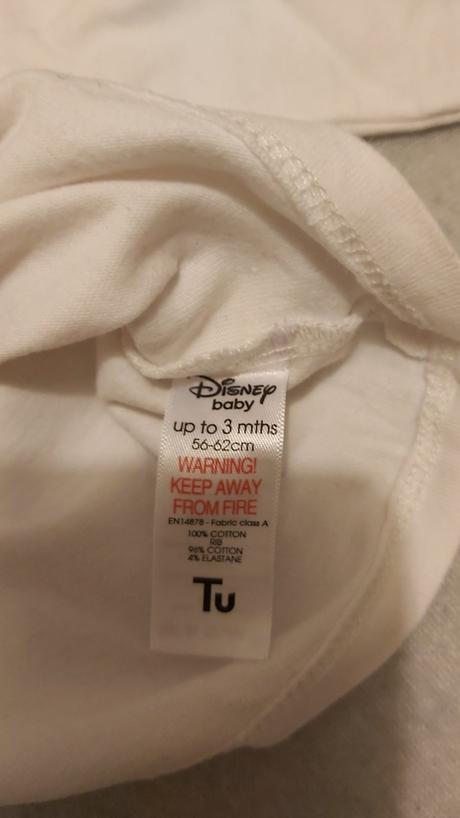 Disney
baby
up to 3 mths
56-62cm
WARNING!
KEEP AWAY
FROM FIRE
EN14878 - Fabric class A
100% COTTON
RIB
96% COTTON
4% ELASTANE
Tu